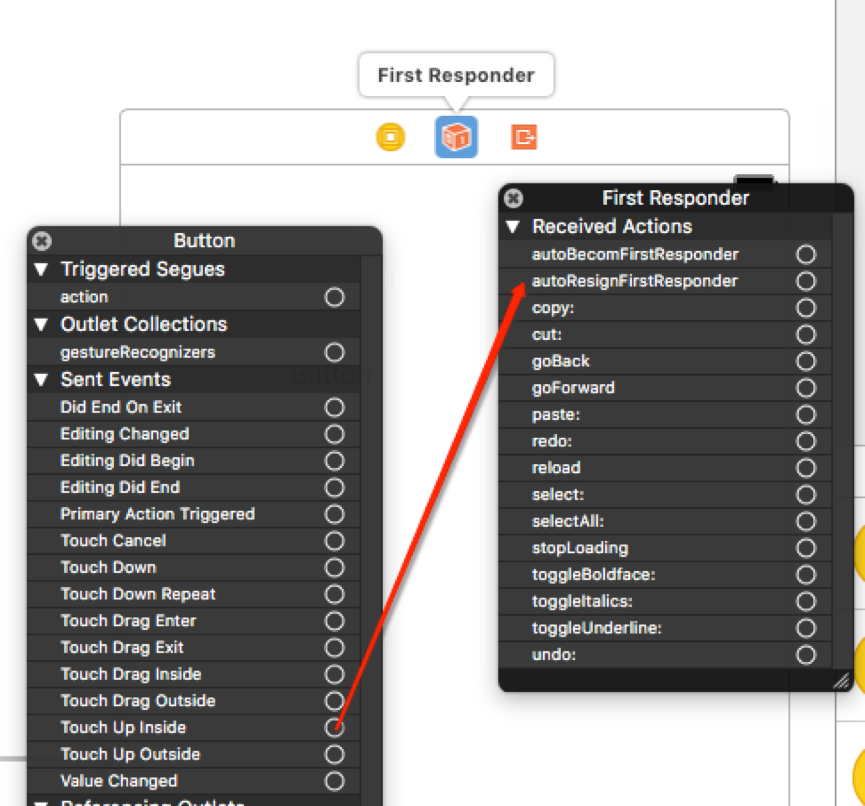 First Responder
Button
Triggered Segues
action
Outlet Collections
gestureRecognizers
Button
Sent Events
Did End On Exit
Editing Changed
Editing Did Begin
Editing Did End
Primary Action Triggered
Touch Cancel
Touch Down
Touch Down Repeat
Touch Drag Enter
Touch Drag Exit
Touch Drag Inside
Touch Drag Outside
Touch Up Inside
Touch Up Outside
Value Changed
Referencing Outlets
First Responder
Received Actions
autoBecomFirstResponder
autoResignFirstResponder
copy:
cut:
goBack
goForward
paste:
redo:
reload
select:
selectAll:
stopLoading
toggleBoldface:
toggleItalics:
toggleUnderline:
undo: